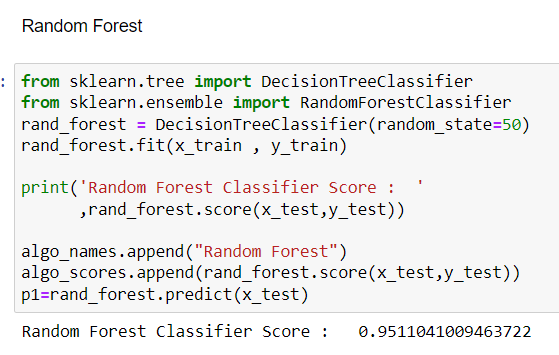 Random Forest
: from sklearn.tree import DecisionTreeClassifier
from sklearn.ensemble import RandomForestClassifier
rand_forest = DecisionTreeClassifier(random_state=50)
rand_forest.fit(x_train , y_train)
print('Random Forest Classifier Score :  '
,rand_forest.score(x_test,y_test))
algo_names.append("Random Forest")
algo_scores.append(rand_forest.score(x_test,y_test))
p1=rand_forest.predict(x_test)
Random Forest Classifier Score :   0.9511041009463722